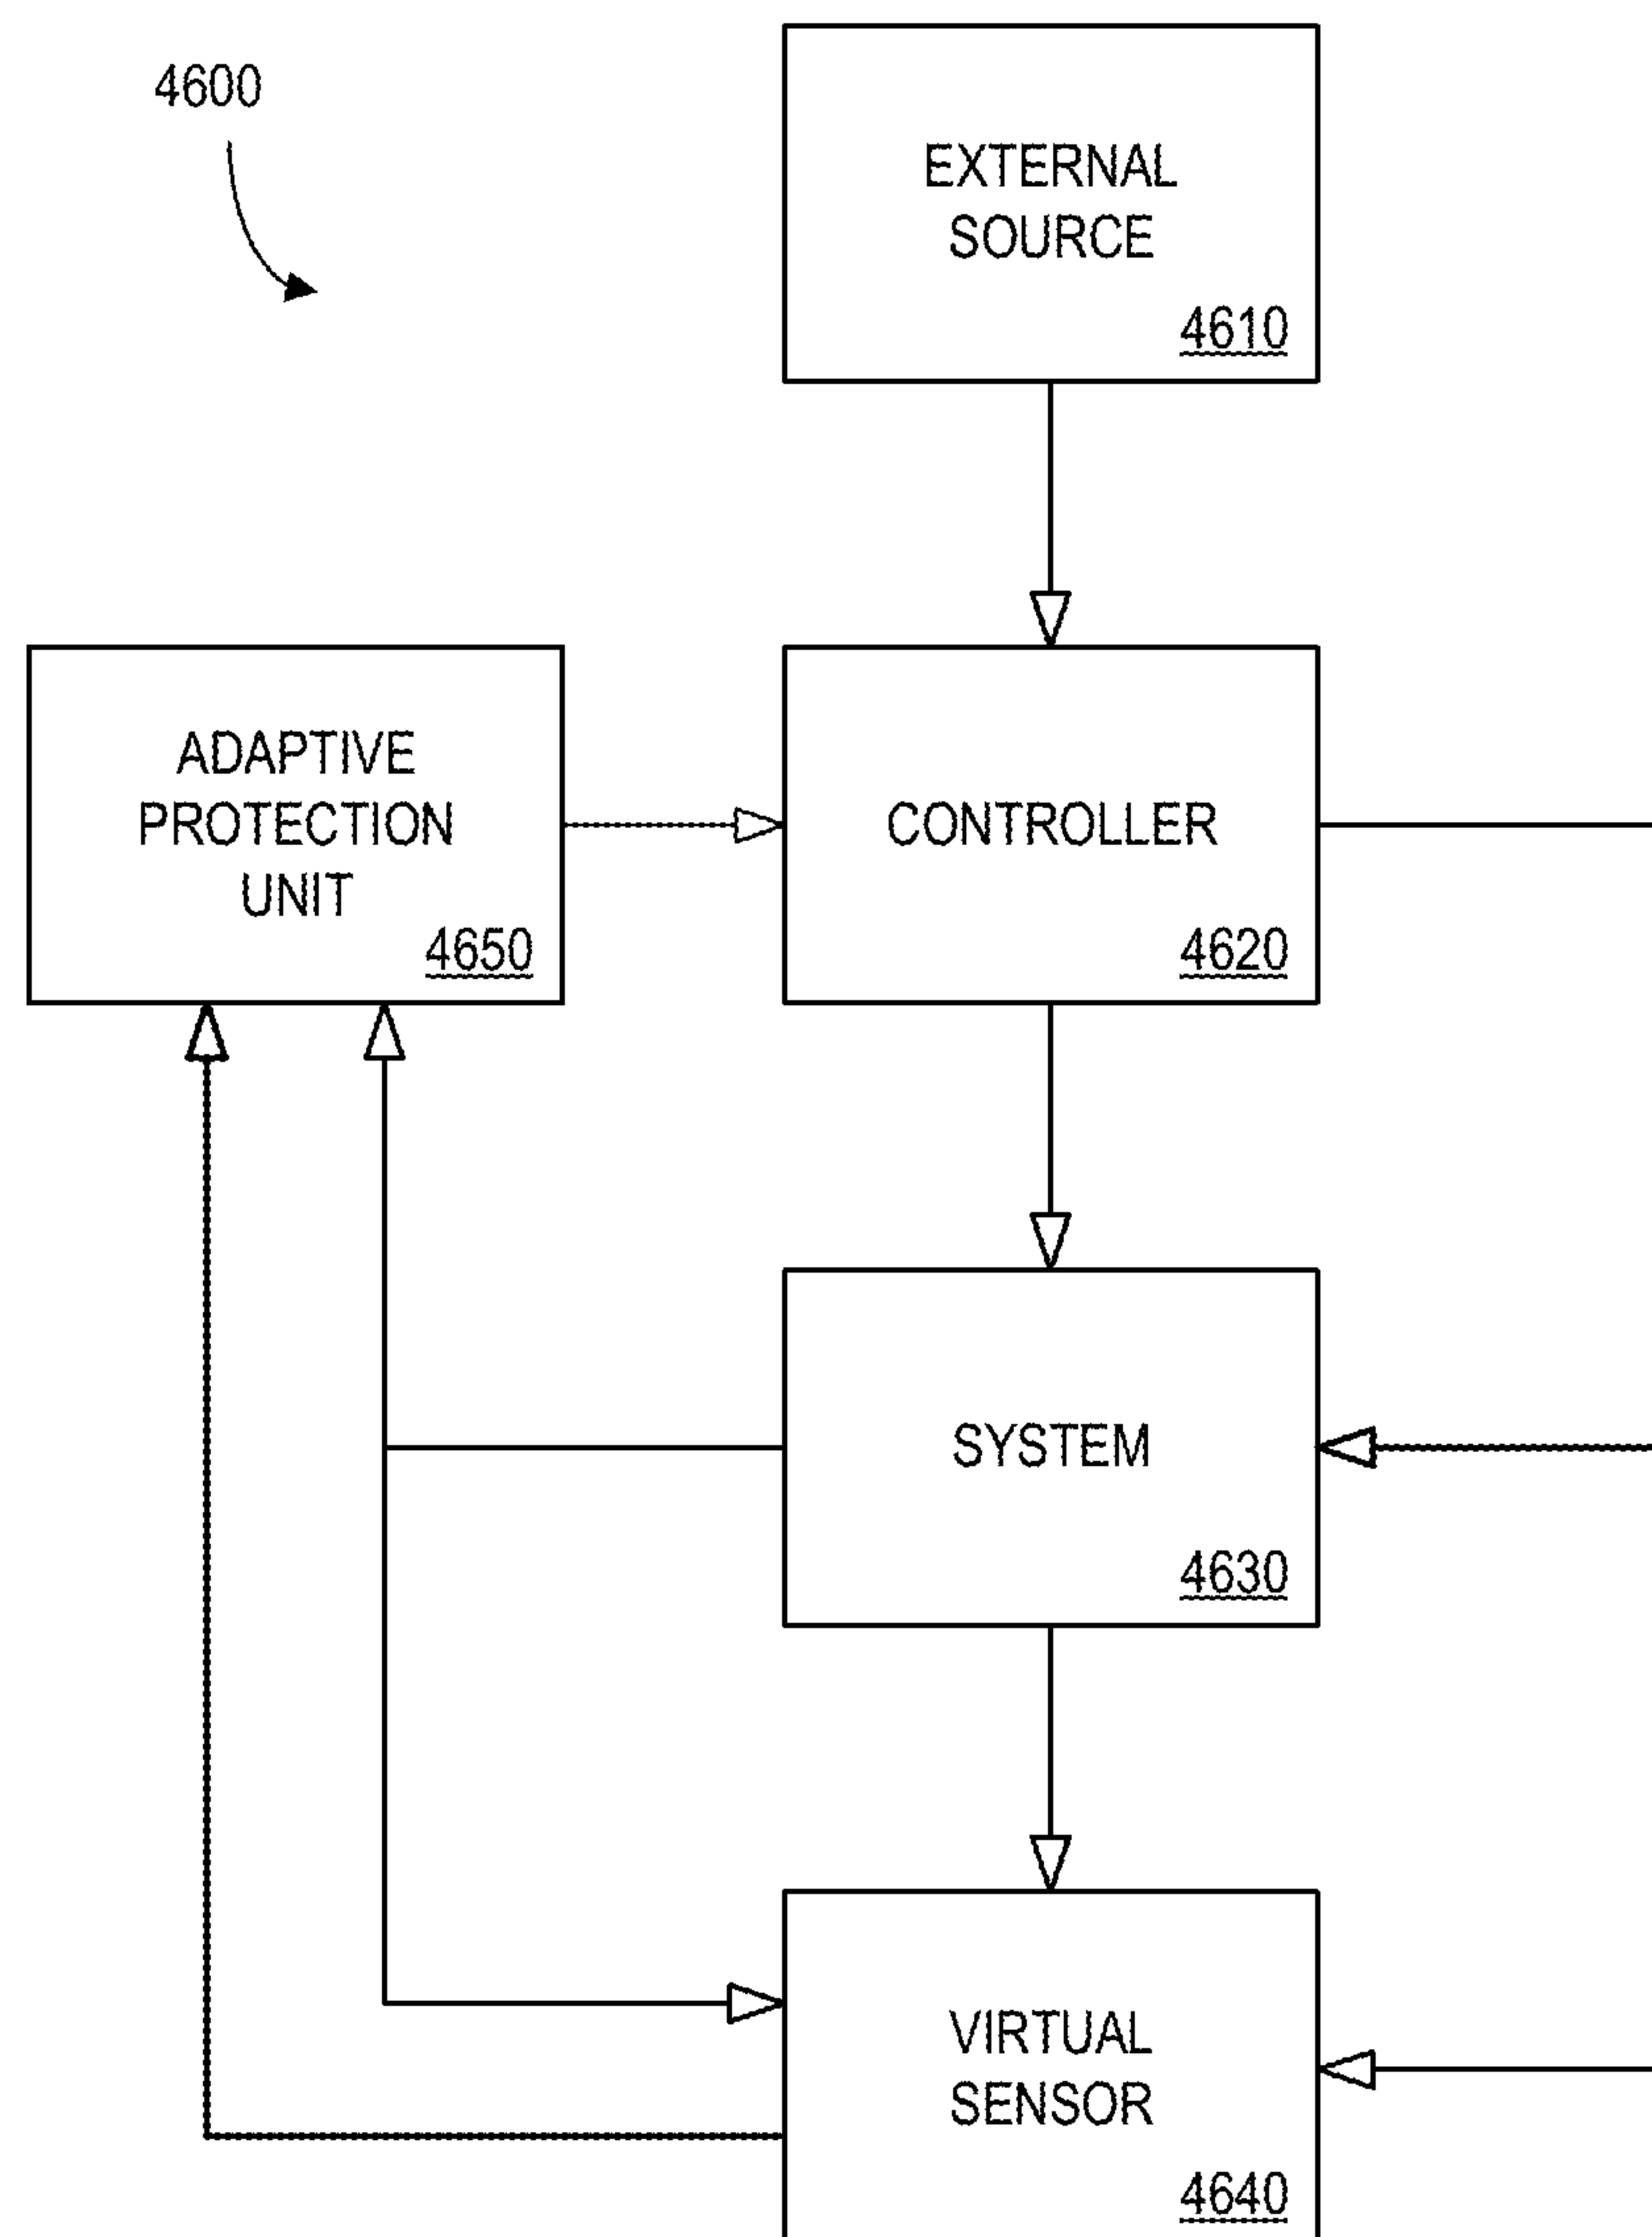 4600
EXTERNAL
SOURCE
4610
ADAPTIVE
PROTECTION
UNIT
4650
CONTROLLER
4620
SYSTEM
4630
VIRTUAL
SENSOR
4640